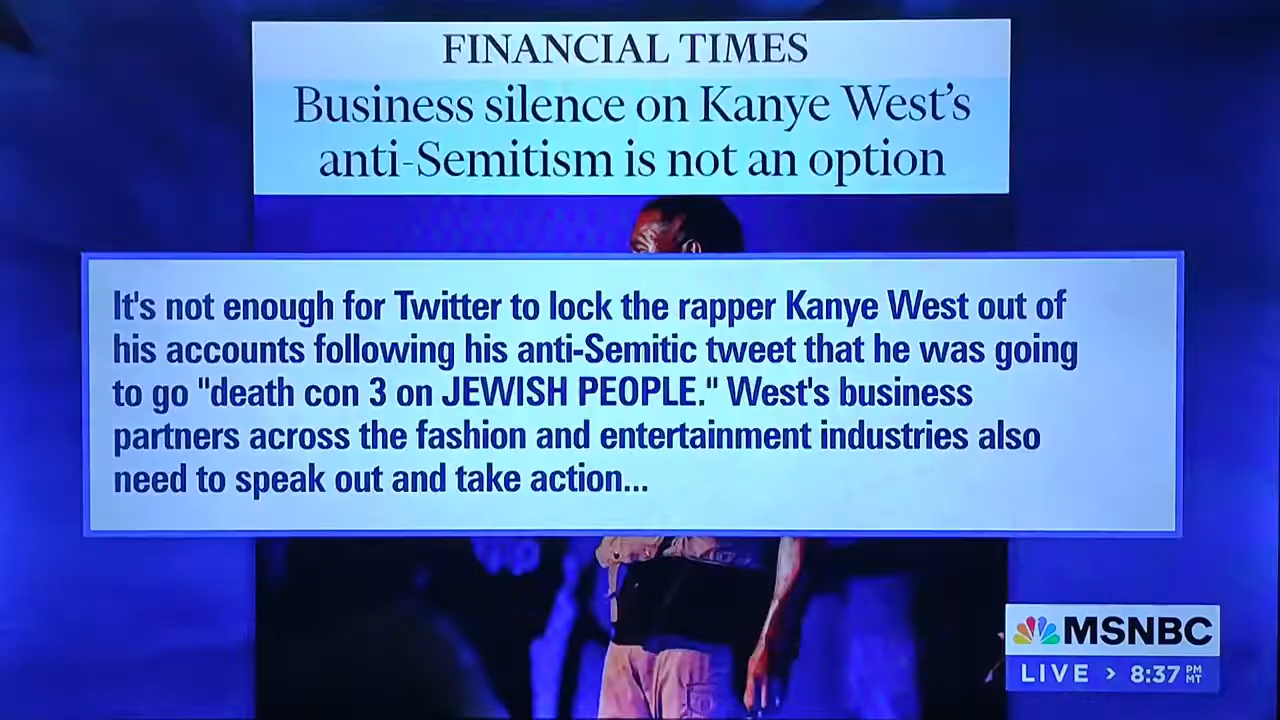 FINANCIAL TIMES
Business silence on Kanye West's
anti-Semitism is not an option
It's not enough for Twitter to lock the rapper Kanye West out of
his accounts following his anti-Semitic tweet that he was going
to go "death con 3 on JEWISH PEOPLE." West's business
partners across the fashion and entertainment industries also
need to speak out and take action...
MSNBC
LIVE > 8:37 PM MT